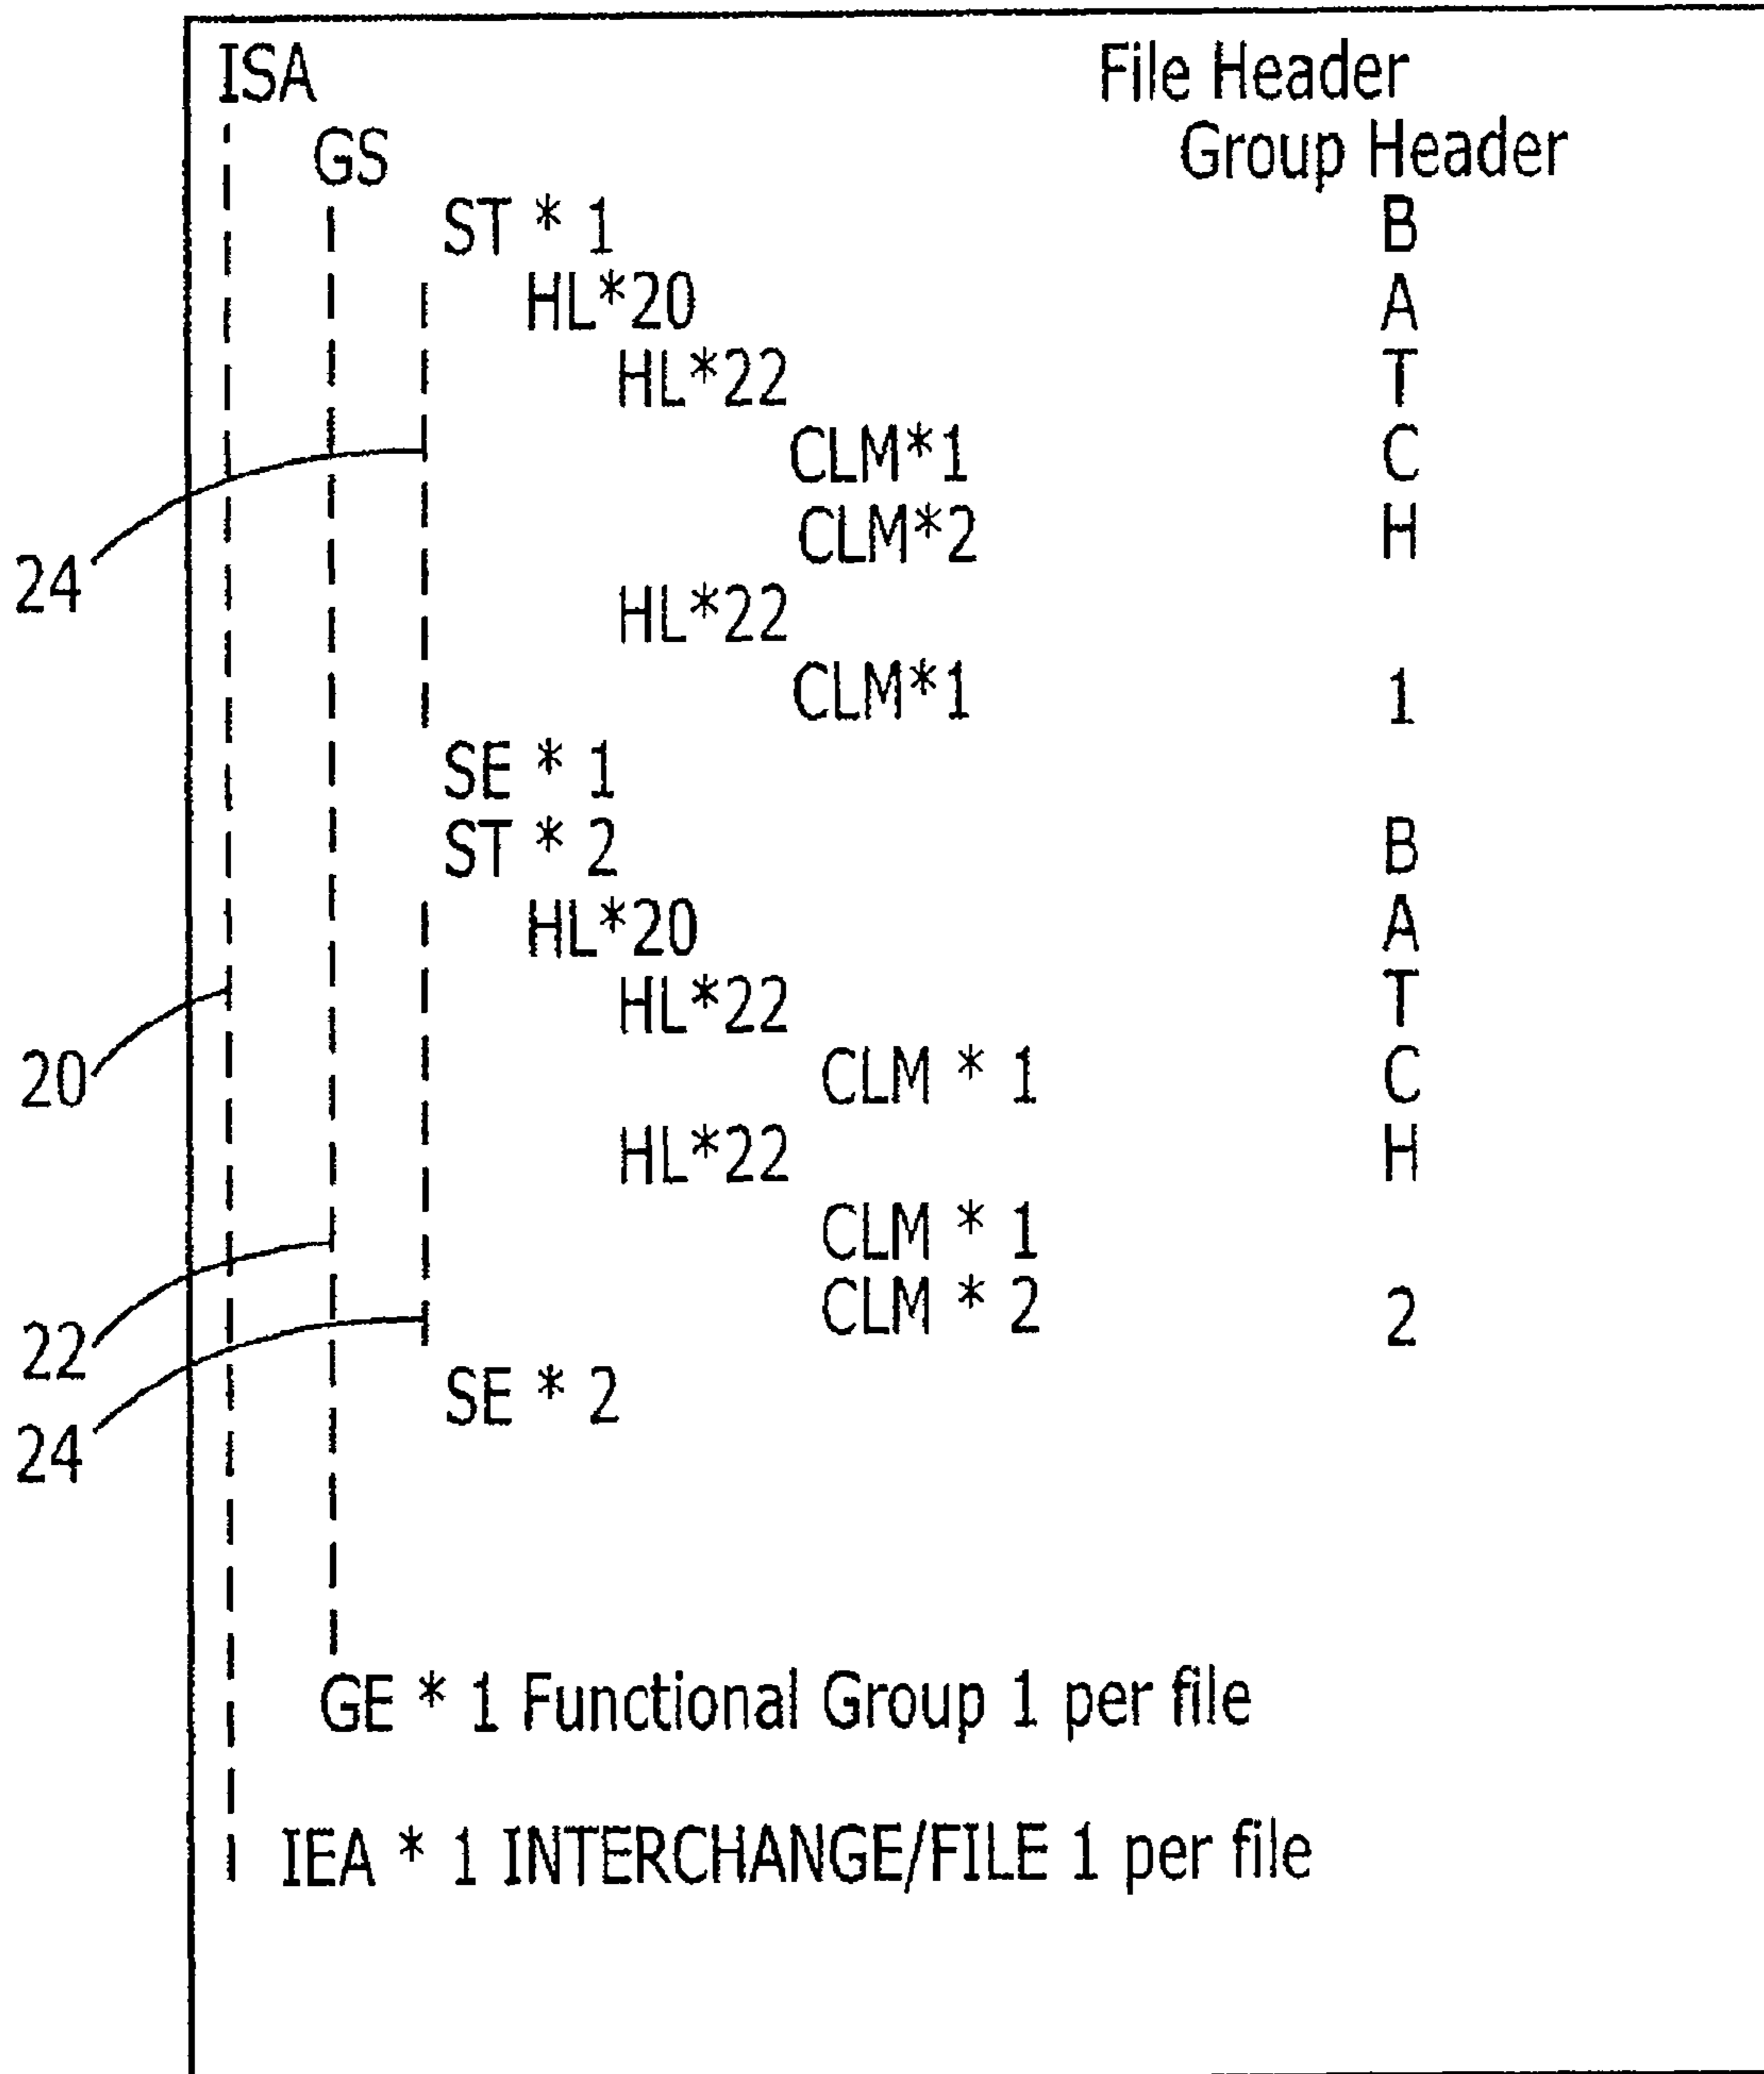 ISA File Header
GS Group Header
ST * 1 B
HL*20 A
HL*22 T
CLM*1 C
24 CLM*2 H
HL*22
CLM*1 1
SE * 1
ST * 2 B
HL*20 A
HL*22 T
20 CLM * 1 C
HL*22 H
CLM * 1
22 CLM * 2 2
SE * 2
24
GE * 1 Functional Group 1 per file
IEA * 1 INTERCHANGE/FILE 1 per file